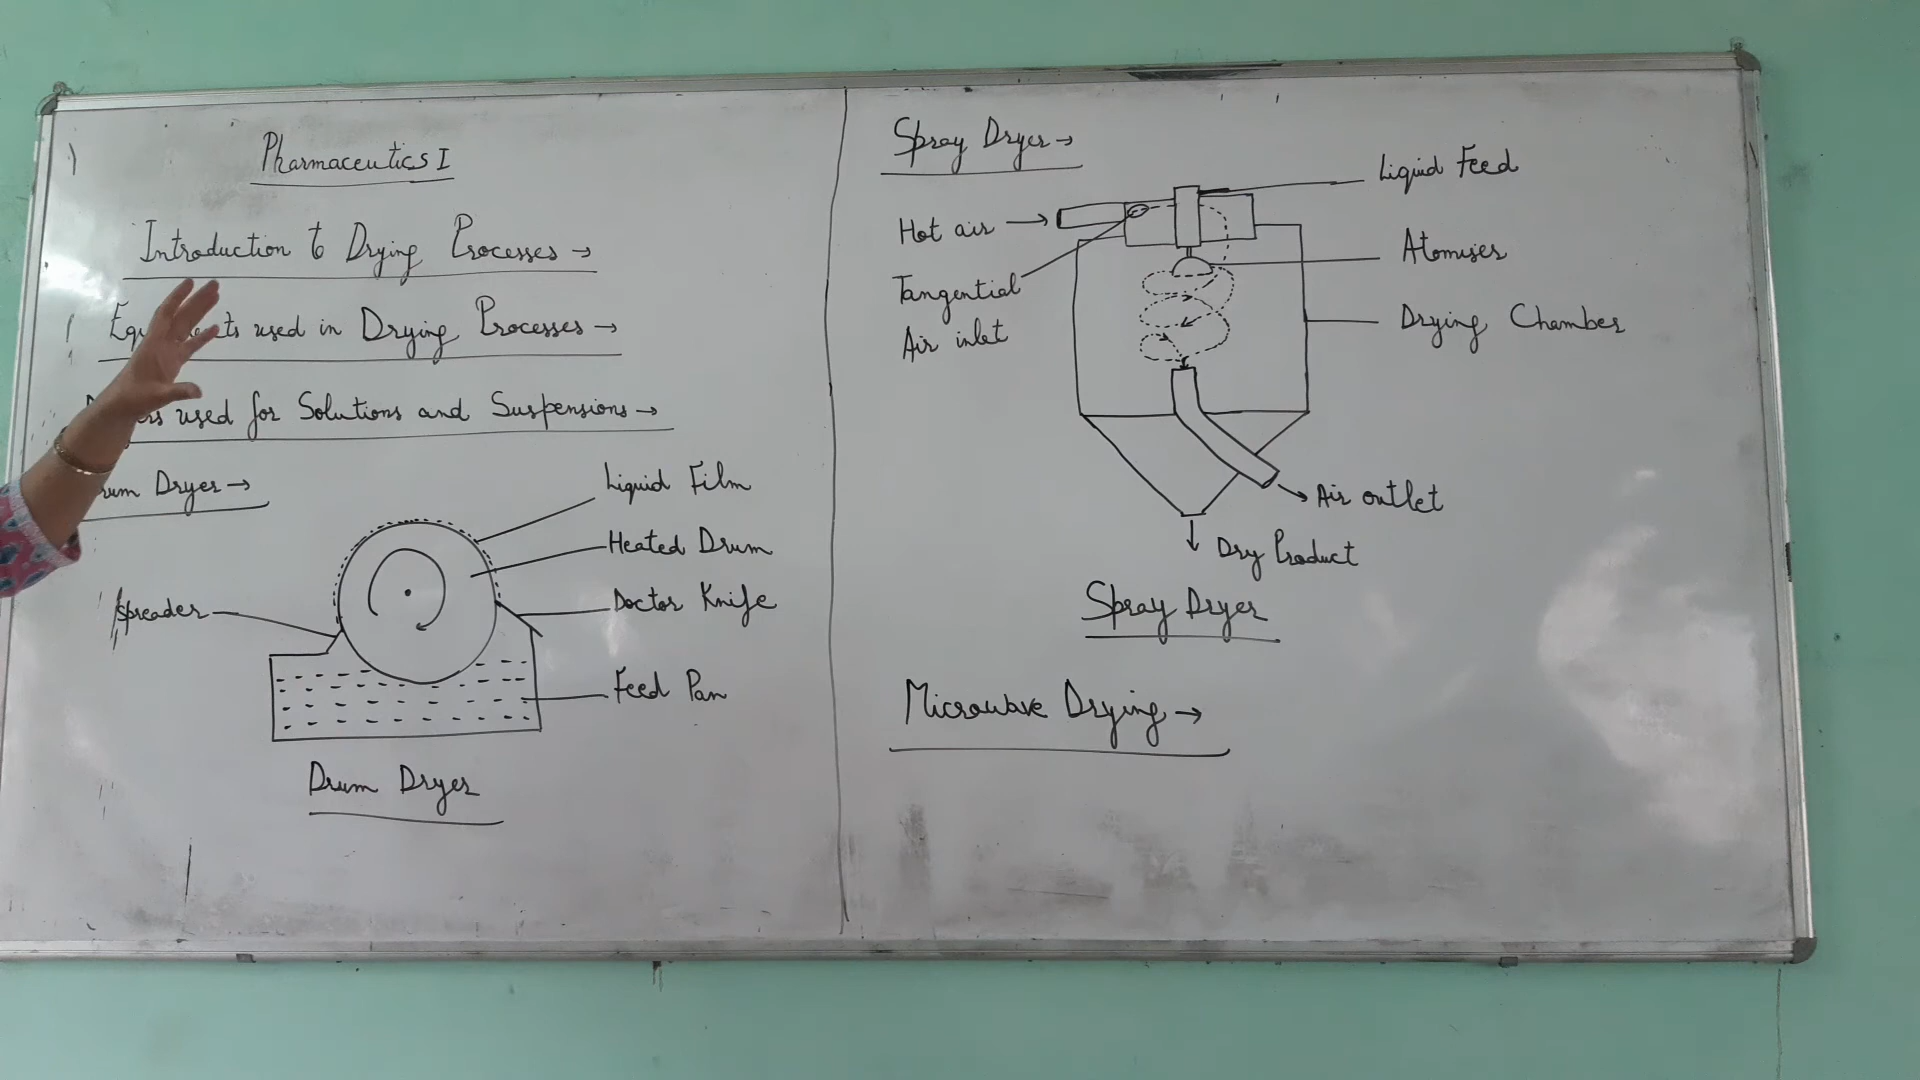 Pharmaceutics I
Introduction to Drying Processes →
used in Drying Processes →
used for Solutions and Suspensions →
Dryer →
Liquid Film
Heated Drum
Doctor Knife
Spreader
Feed Pan
Drum Dryer
Spray Dryer →
Liquid Feed
Hot air →
Atomiser
Tangential
Air inlet
Drying Chamber
Air outlet
Dry Product
Spray Dryer
Microwave Drying →